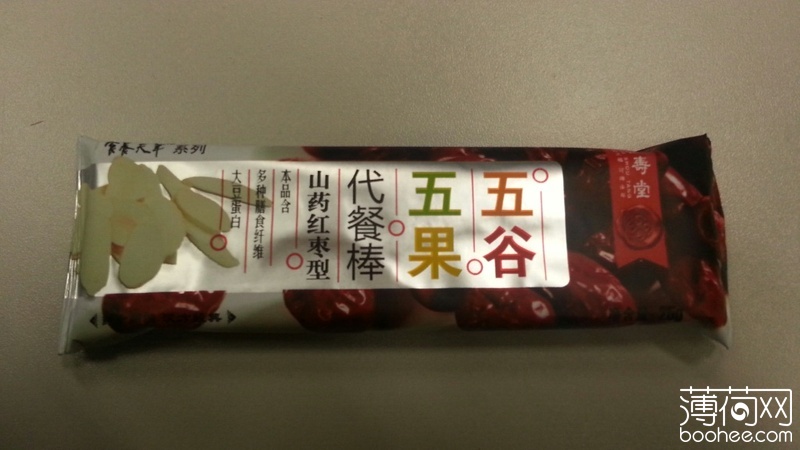 食养天年 系列
五谷
五果
代餐棒
山药红枣型
本品含
多种膳食纤维
大豆蛋白
寿堂
薄荷网
boohee.com